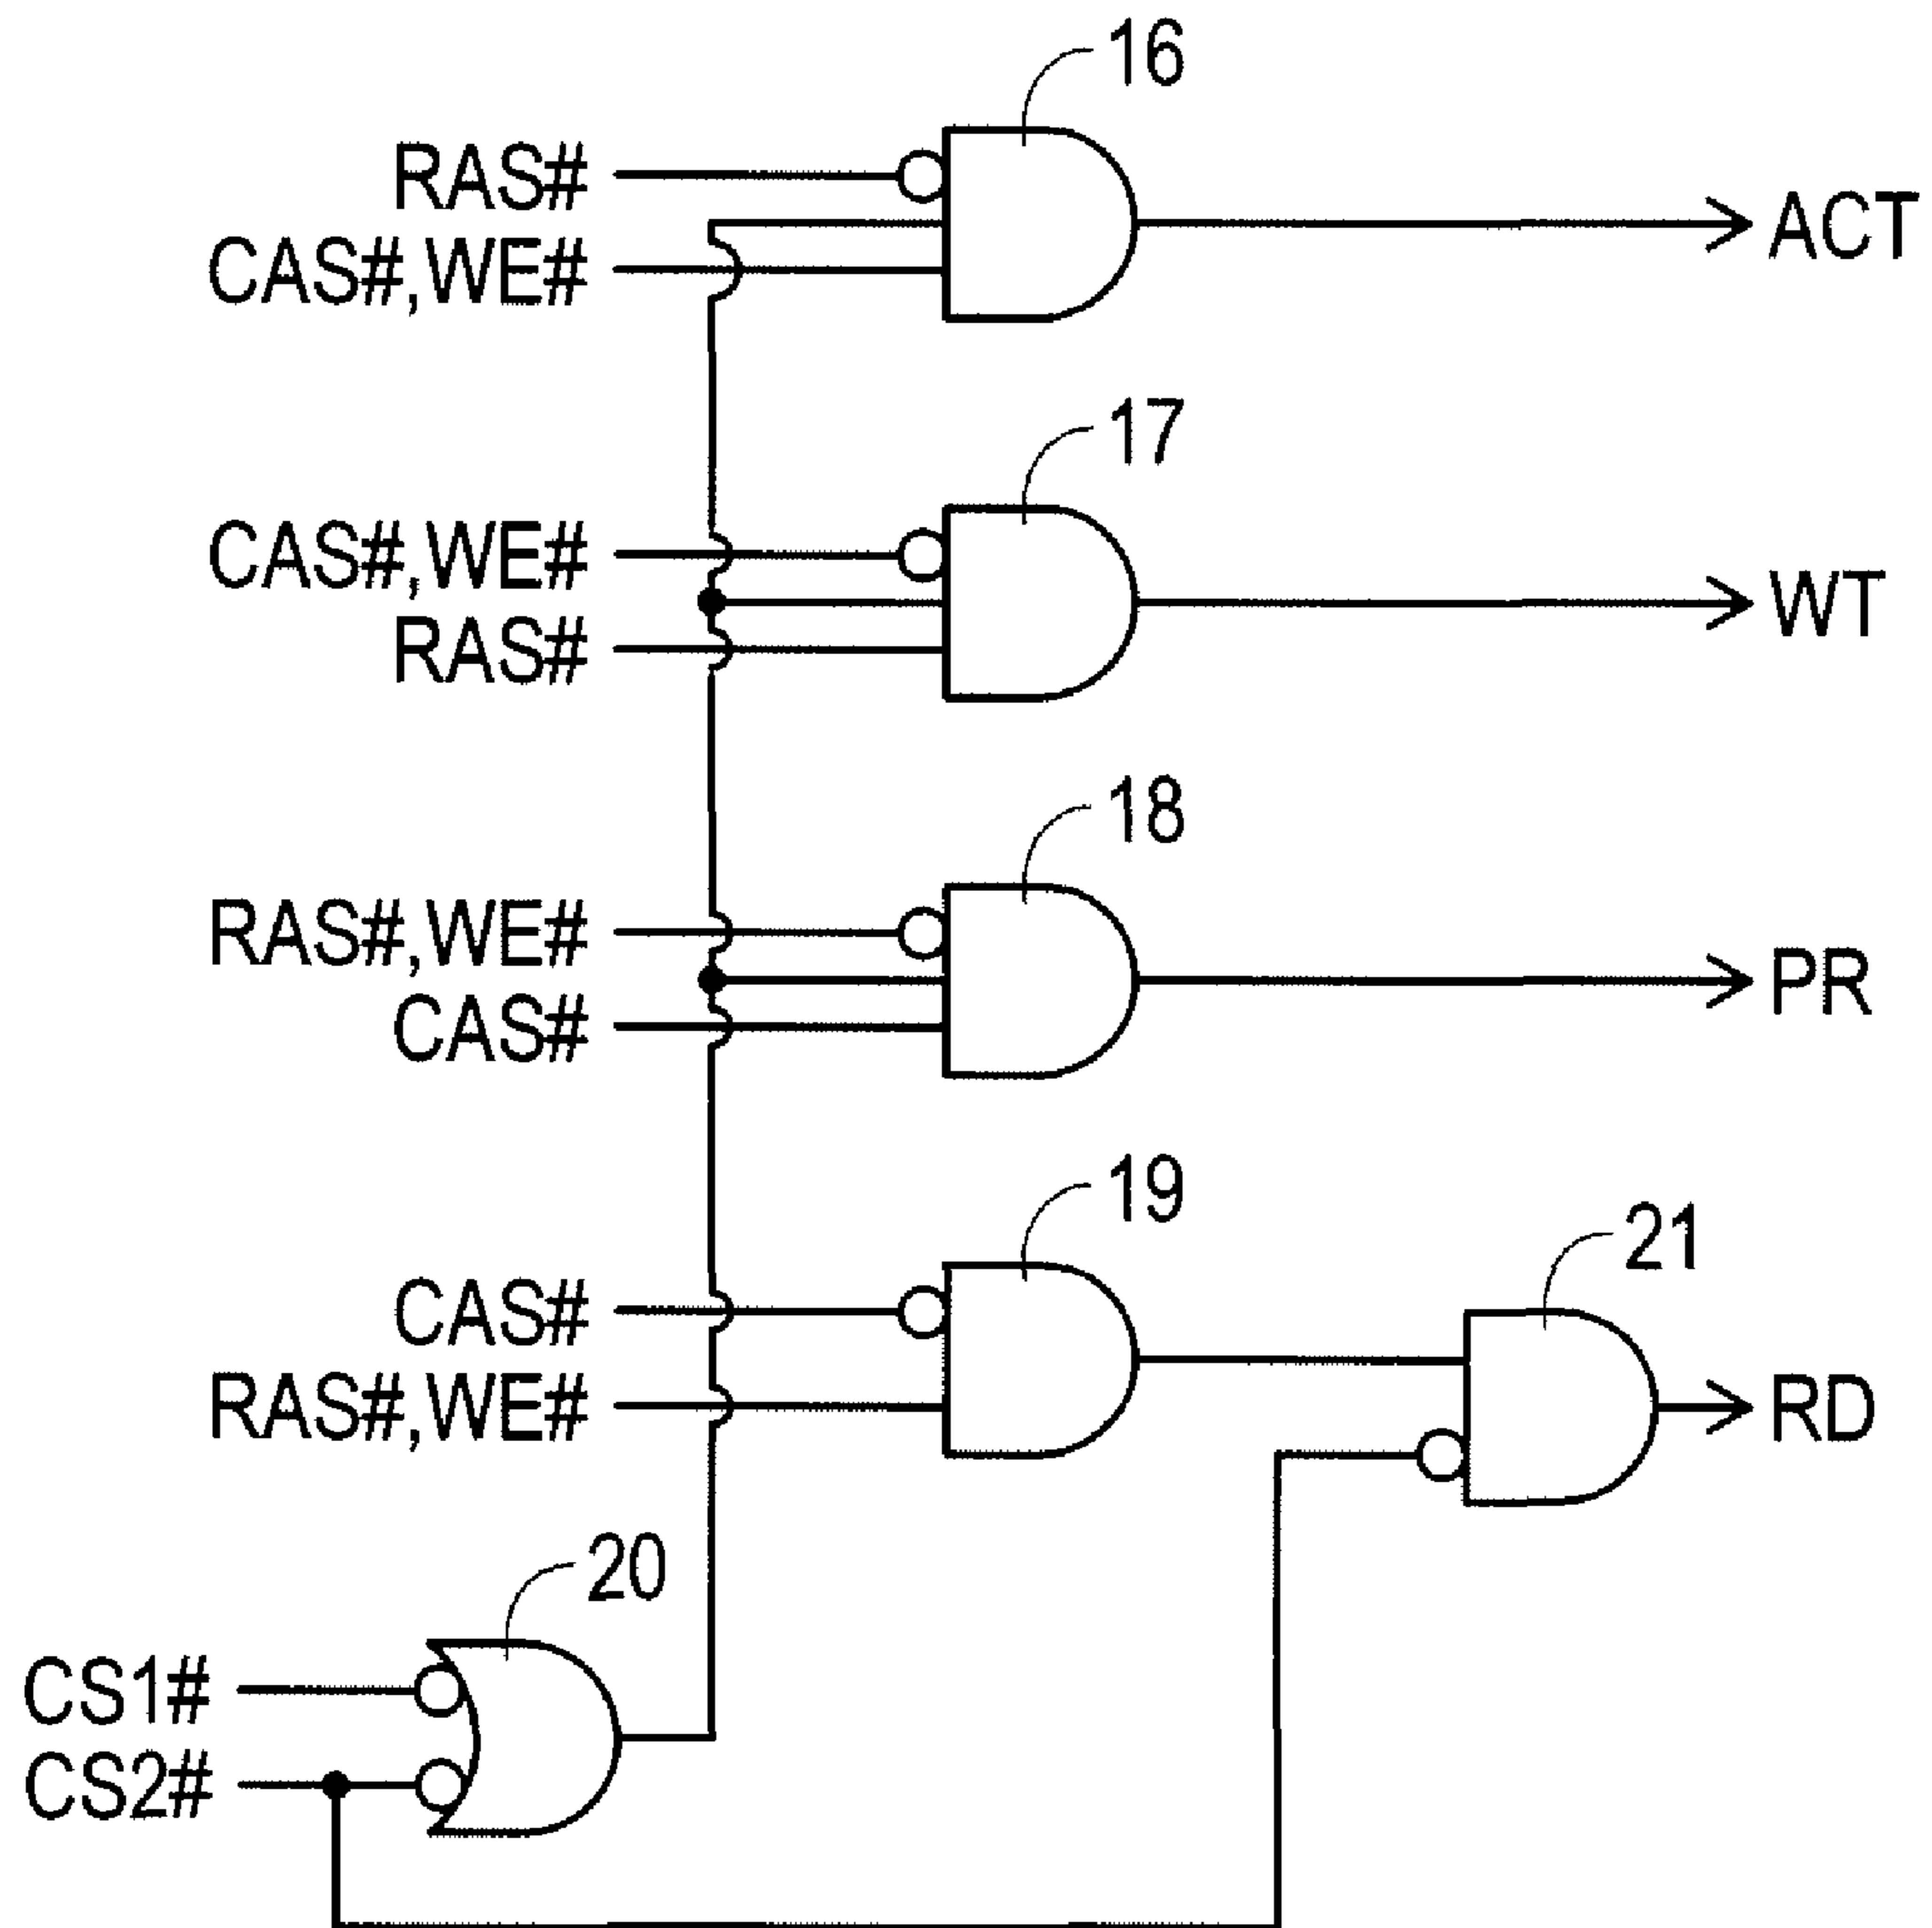 16
RAS#
CAS#,WE#
ACT
17
CAS#,WE#
RAS#
WT
18
RAS#,WE#
CAS#
PR
19
CAS#
RAS#,WE#
21
RD
20
CS1#
CS2#